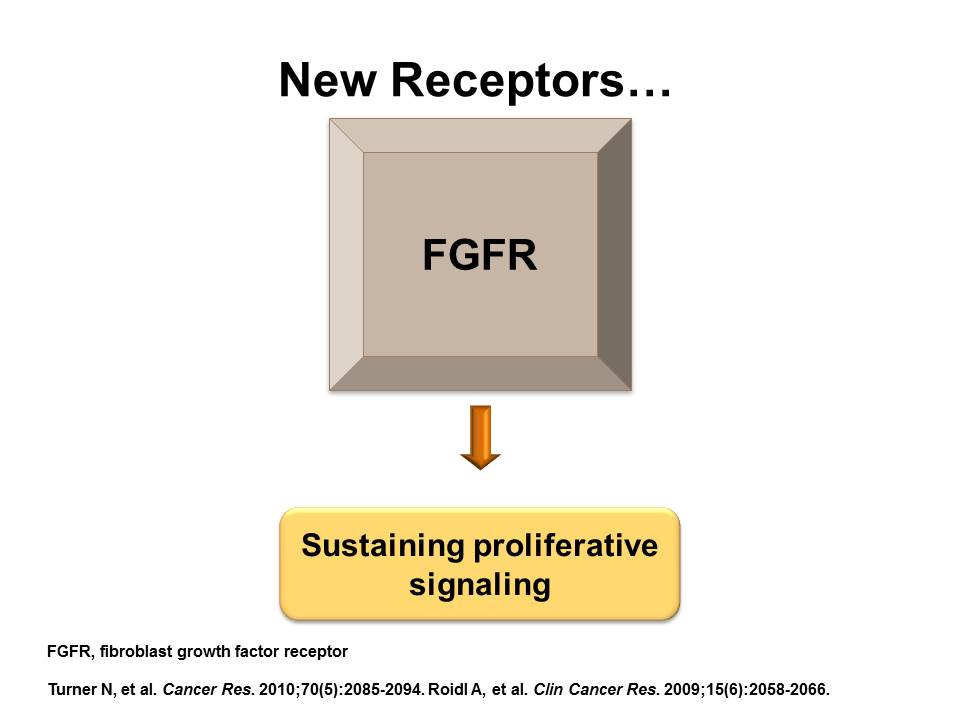 New Receptors…
FGFR
Sustaining proliferative
signaling
FGFR, fibroblast growth factor receptor
Turner N, et al. Cancer Res. 2010;70(5):2085-2094. Roidl A, et al. Clin Cancer Res. 2009;15(6):2058-2066.